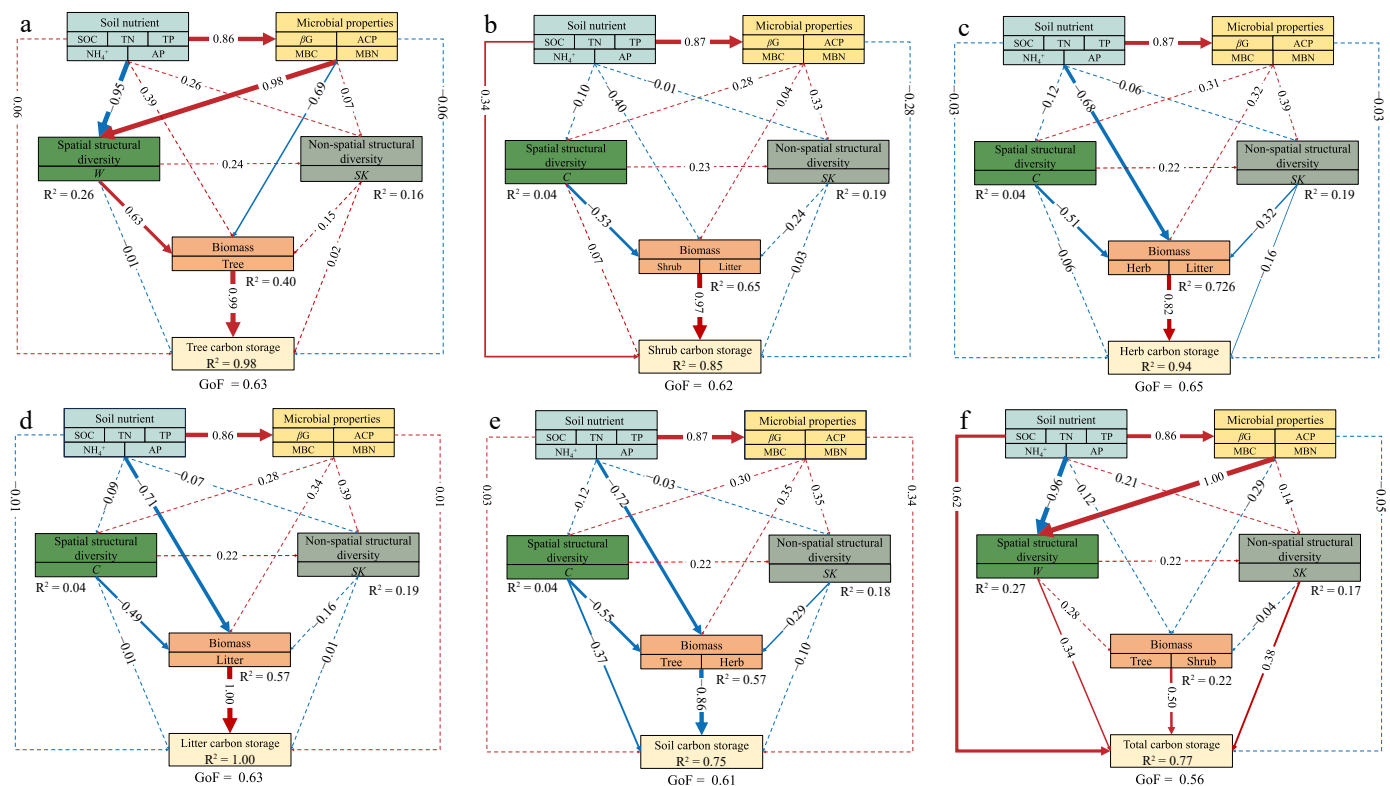 a
Soil nutrient
SOC TN TP
NH₄⁺ AP
0.86
Microbial properties
βG ACP
MBC MBN
−0.95
0.39
0.26
0.98
−0.69
0.07
0.06
−0.06
Spatial structural
diversity
W
R² = 0.26
0.24
Non-spatial structural
diversity
SK
R² = 0.16
0.63
−0.01
0.15
0.02
Biomass
Tree
R² = 0.40
0.99
Tree carbon storage
R² = 0.98
GoF = 0.63
b
Soil nutrient
SOC TN TP
NH₄⁺ AP
0.87
Microbial properties
βG ACP
MBC MBN
−0.10
−0.40
−0.01
0.28
0.04
0.33
0.34
−0.28
Spatial structural
diversity
C
R² = 0.04
0.23
Non-spatial structural
diversity
SK
R² = 0.19
−0.53
0.07
−0.24
−0.03
Biomass
Shrub Litter
R² = 0.65
0.97
Shrub carbon storage
R² = 0.85
GoF = 0.62
c
Soil nutrient
SOC TN TP
NH₄⁺ AP
0.87
Microbial properties
βG ACP
MBC MBN
−0.12
−0.68
−0.06
0.31
0.32
0.39
−0.03
−0.03
Spatial structural
diversity
C
R² = 0.04
0.22
Non-spatial structural
diversity
SK
R² = 0.19
−0.51
−0.06
−0.32
−0.16
Biomass
Herb Litter
R² = 0.726
0.82
Herb carbon storage
R² = 0.94
GoF = 0.65
d
Soil nutrient
SOC TN TP
NH₄⁺ AP
0.86
Microbial properties
βG ACP
MBC MBN
−0.09
−0.71
−0.07
0.28
0.34
0.39
−0.01
0.01
Spatial structural
diversity
C
R² = 0.04
0.22
Non-spatial structural
diversity
SK
R² = 0.19
−0.49
−0.01
−0.16
−0.01
Biomass
Litter
R² = 0.57
1.00
Litter carbon storage
R² = 1.00
GoF = 0.63
e
Soil nutrient
SOC TN TP
NH₄⁺ AP
0.87
Microbial properties
βG ACP
MBC MBN
−0.12
−0.72
−0.03
0.30
0.35
0.35
0.03
0.34
Spatial structural
diversity
C
R² = 0.04
0.22
Non-spatial structural
diversity
SK
R² = 0.18
−0.55
−0.37
−0.29
−0.10
Biomass
Tree Herb
R² = 0.57
−0.86
Soil carbon storage
R² = 0.75
GoF = 0.61
f
Soil nutrient
SOC TN TP
NH₄⁺ AP
0.86
Microbial properties
βG ACP
MBC MBN
−0.96
−0.12
0.21
1.00
−0.29
0.14
0.62
−0.05
Spatial structural
diversity
W
R² = 0.27
0.22
Non-spatial structural
diversity
SK
R² = 0.17
0.28
0.34
−0.04
0.38
Biomass
Tree Shrub
R² = 0.22
0.50
Total carbon storage
R² = 0.77
GoF = 0.56